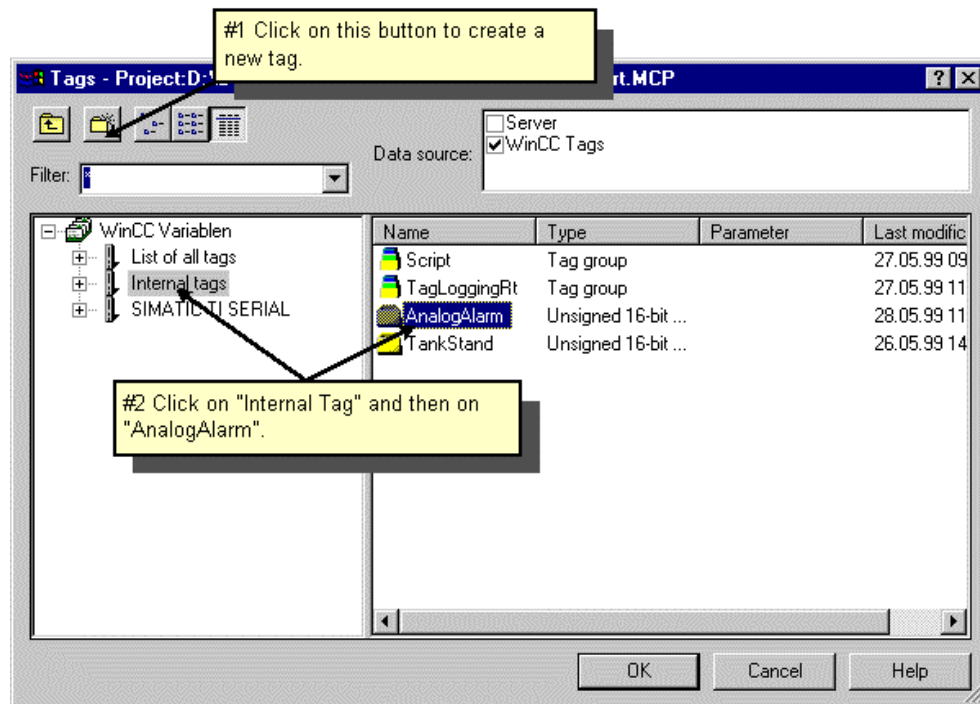 #1 Click on this button to create a
new tag.
Tags - Project:D:\ rt.MCP
Filter: *
Data source:
Server
WinCC Tags
WinCC Variablen
List of all tags
Internal tags
SIMATIC TI SERIAL
Name Type Parameter Last modific
Script Tag group 27.05.99 09
TagLoggingRt Tag group 27.05.99 11
AnalogAlarm Unsigned 16-bit ... 28.05.99 11
TankStand Unsigned 16-bit ... 26.05.99 14
#2 Click on "Internal Tag" and then on
"AnalogAlarm".
OK Cancel Help